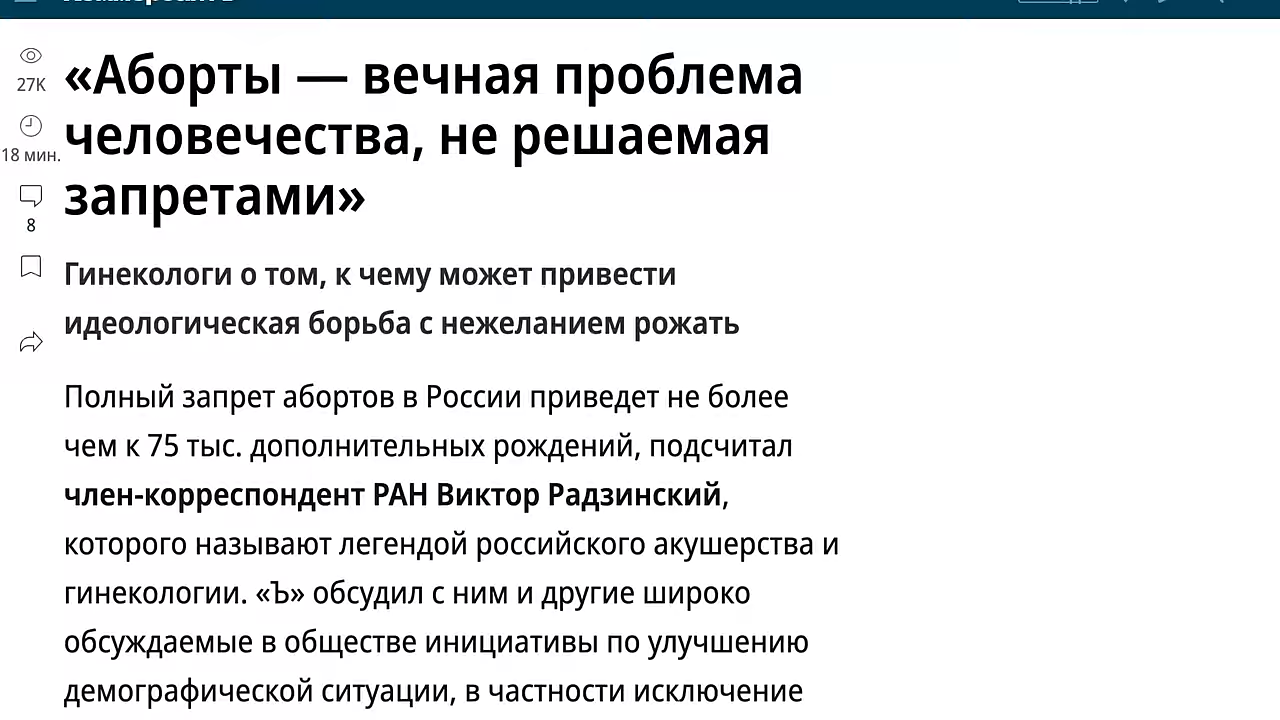 «Аборты — вечная проблема
человечества, не решаемая
запретами»
27K
18 мин.
8
Гинекологи о том, к чему может привести
идеологическая борьба с нежеланием рожать
Полный запрет абортов в России приведет не более
чем к 75 тыс. дополнительных рождений, подсчитал
член-корреспондент РАН Виктор Радзинский,
которого называют легендой российского акушерства и
гинекологии. «Ъ» обсудил с ним и другие широко
обсуждаемые в обществе инициативы по улучшению
демографической ситуации, в частности исключение